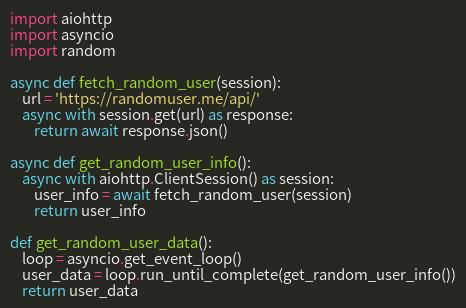 import aiohttp
import asyncio
import random

async def fetch_random_user(session):
    url = 'https://randomuser.me/api/'
    async with session.get(url) as response:
        return await response.json()

async def get_random_user_info():
    async with aiohttp.ClientSession() as session:
        user_info = await fetch_random_user(session)
        return user_info

def get_random_user_data():
    loop = asyncio.get_event_loop()
    user_data = loop.run_until_complete(get_random_user_info())
    return user_data